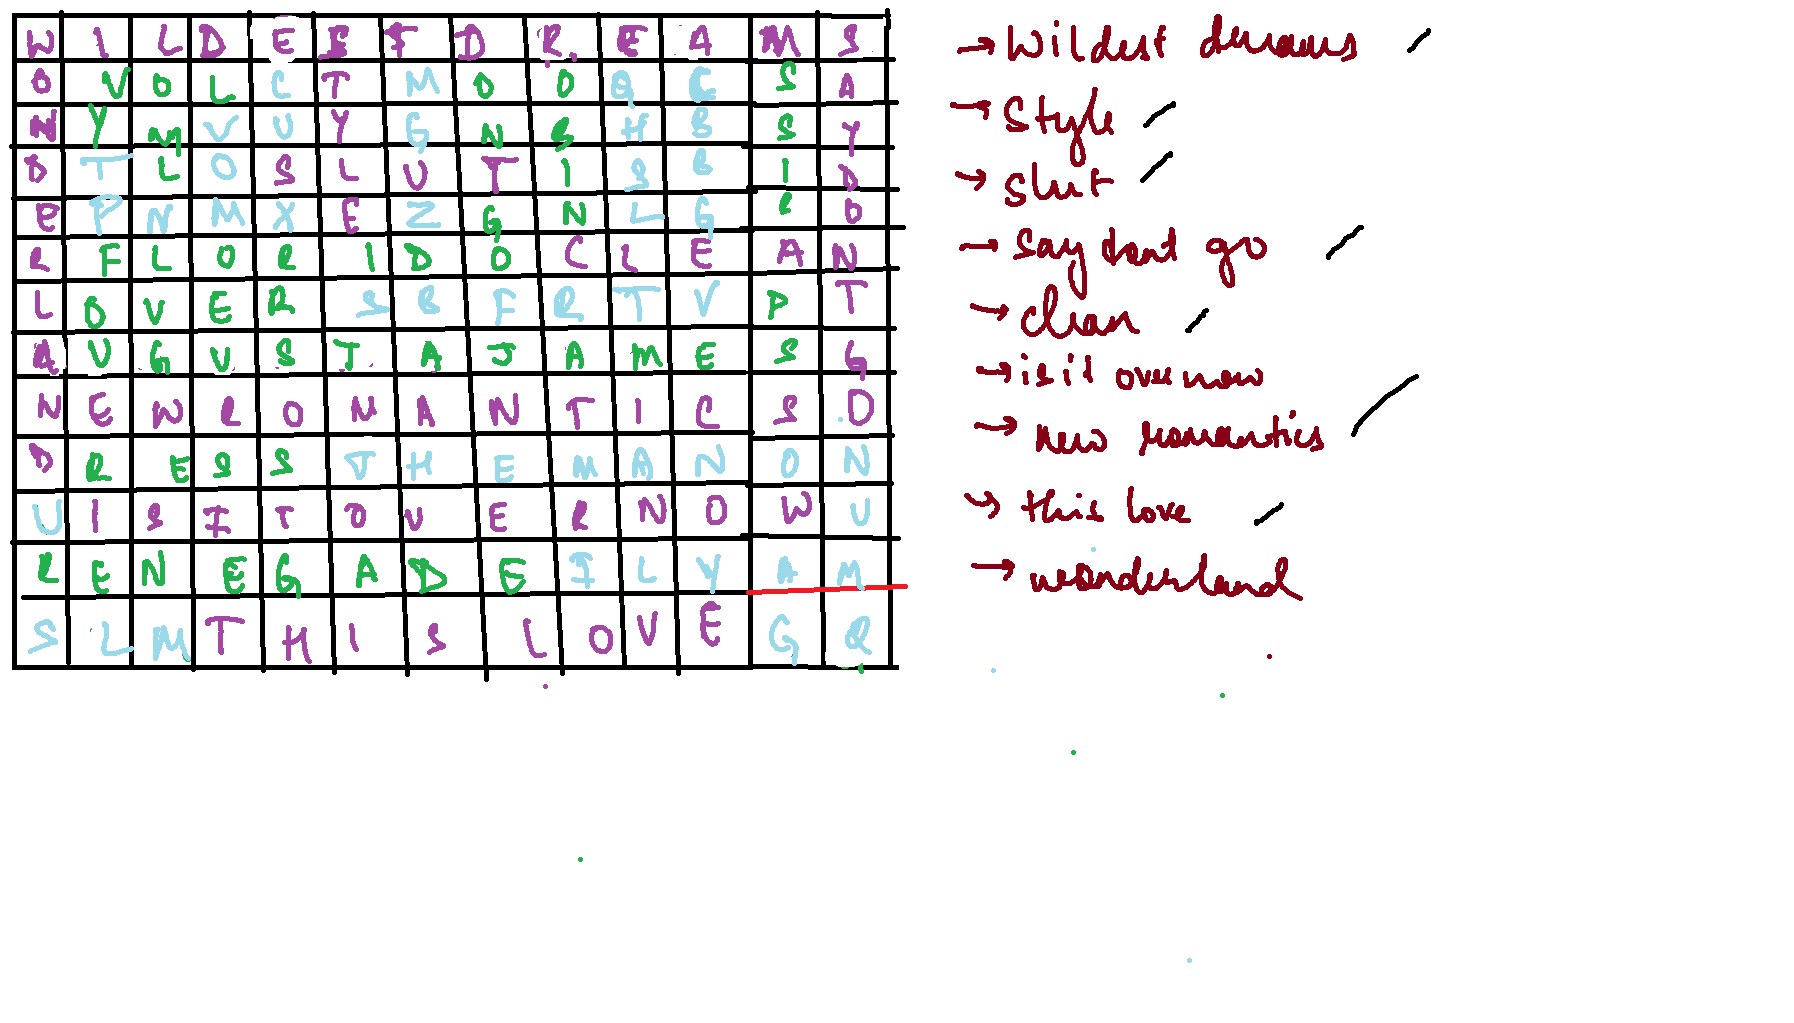 W I L D E S T D R E A M S
O V O L C T M O O Q C S A
N Y M V U Y G N B H B S Y
D T L O S L U T I S B I D
E P N M X E Z G N L G R O
R F L O R I D O C L E A N
L O V E R S B F R T V P T
A U G U S T A J A M E S G
N E W R O M A N T I C S O
D R E S S T H E M A N O N
U I S I T O V E R N O W U
R E N E G A D E I L Y A M
S L M T H I S L O V E G Q
→ Wildest dreams
→ Style
→ Slut
→ Say dont go
→ clean
→ is it over now
→ new romantics
→ this love
→ wonderland